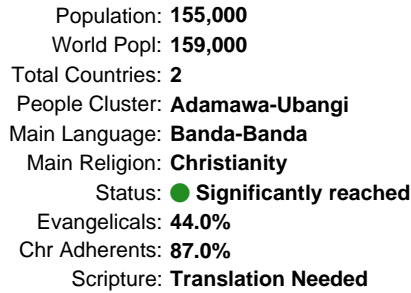 Population: 155,000
World Popl: 159,000
Total Countries: 2
People Cluster: Adamawa-Ubangi
Main Language: Banda-Banda
Main Religion: Christianity
Status: Significantly reached
Evangelicals: 44.0%
Chr Adherents: 87.0%
Scripture: Translation Needed